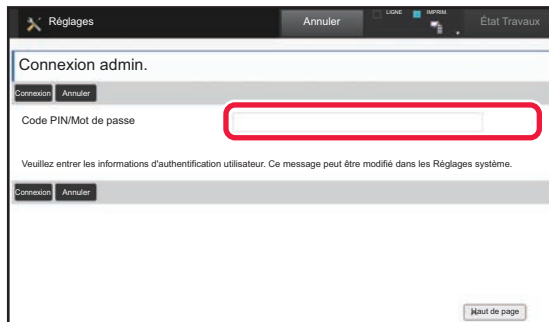 Réglages
Annuler
LIGNE
IMPRIM.
État Travaux
Connexion admin.
Connexion Annuler
Code PIN/Mot de passe
Veuillez entrer les informations d'authentification utilisateur. Ce message peut être modifié dans les Réglages système.
Connexion Annuler
Haut de page